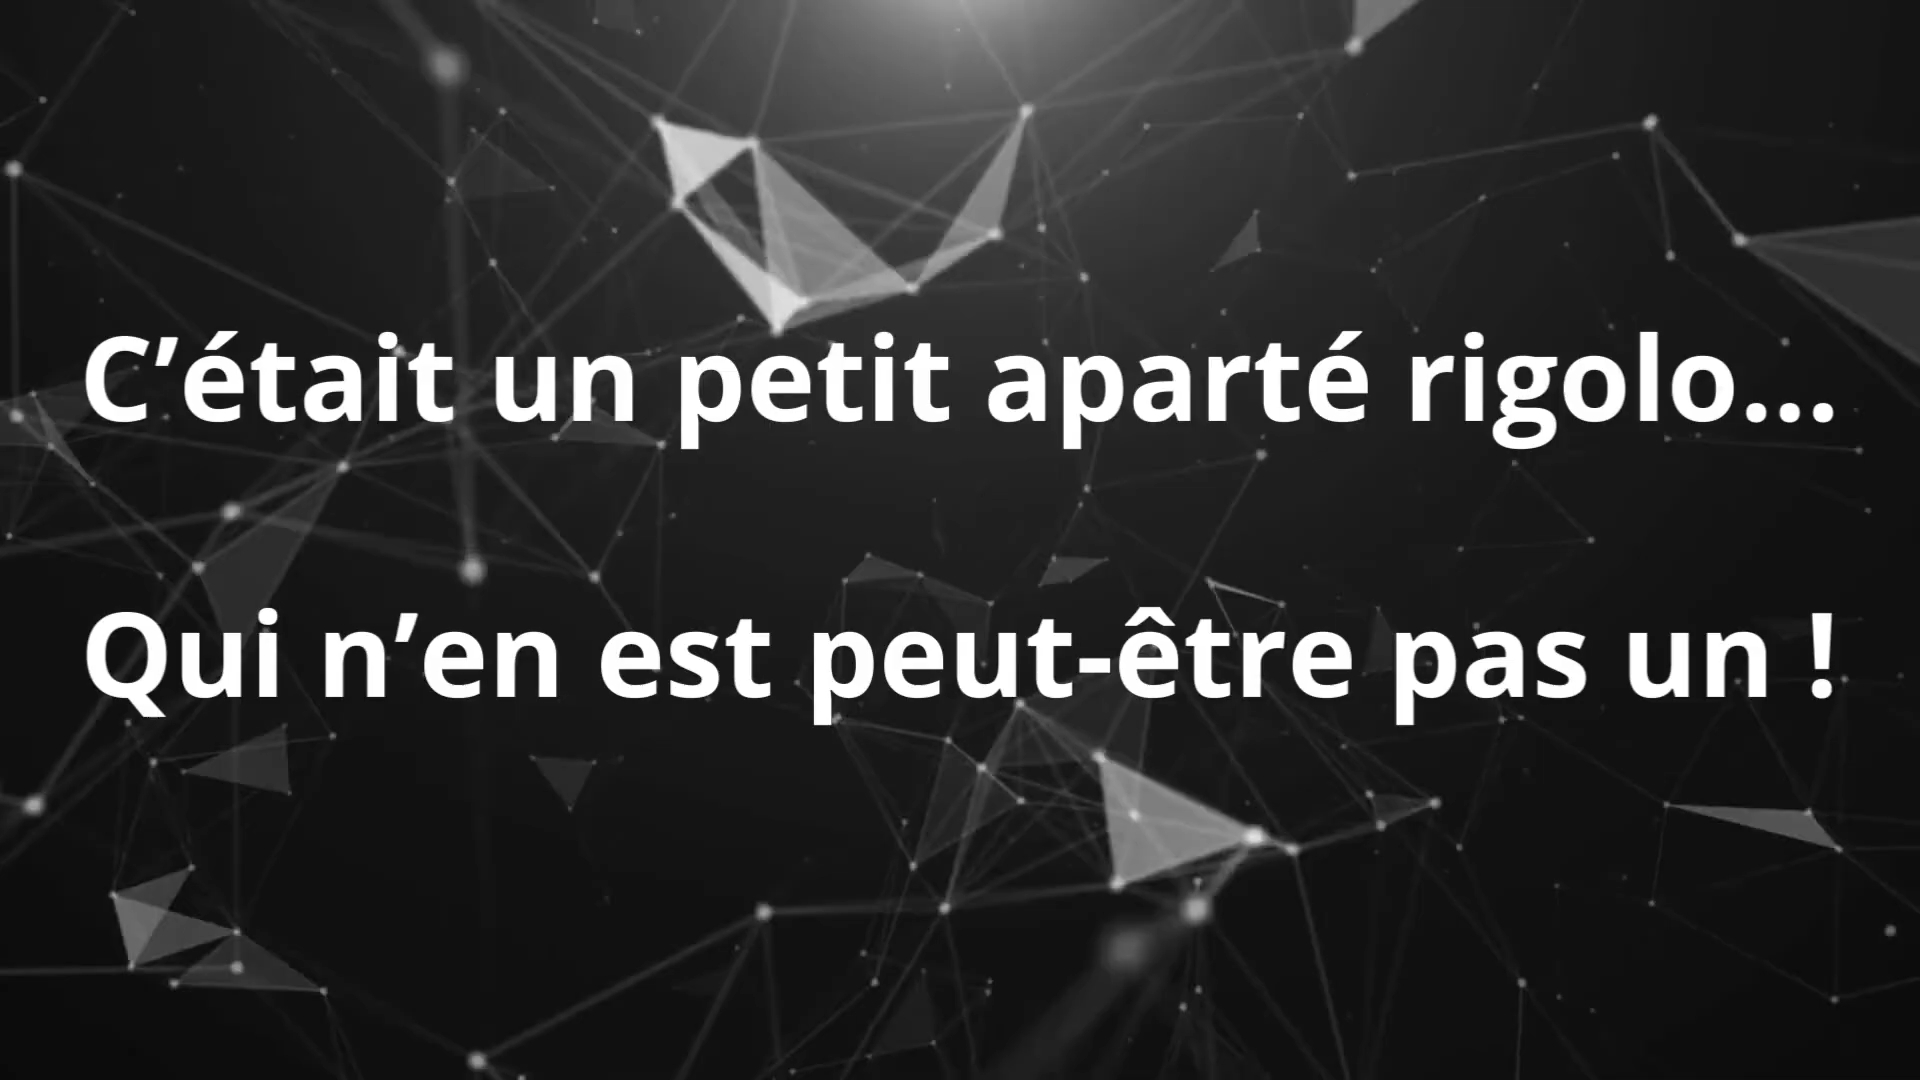 C’était un petit aparté rigolo...
Qui n’en est peut-être pas un !